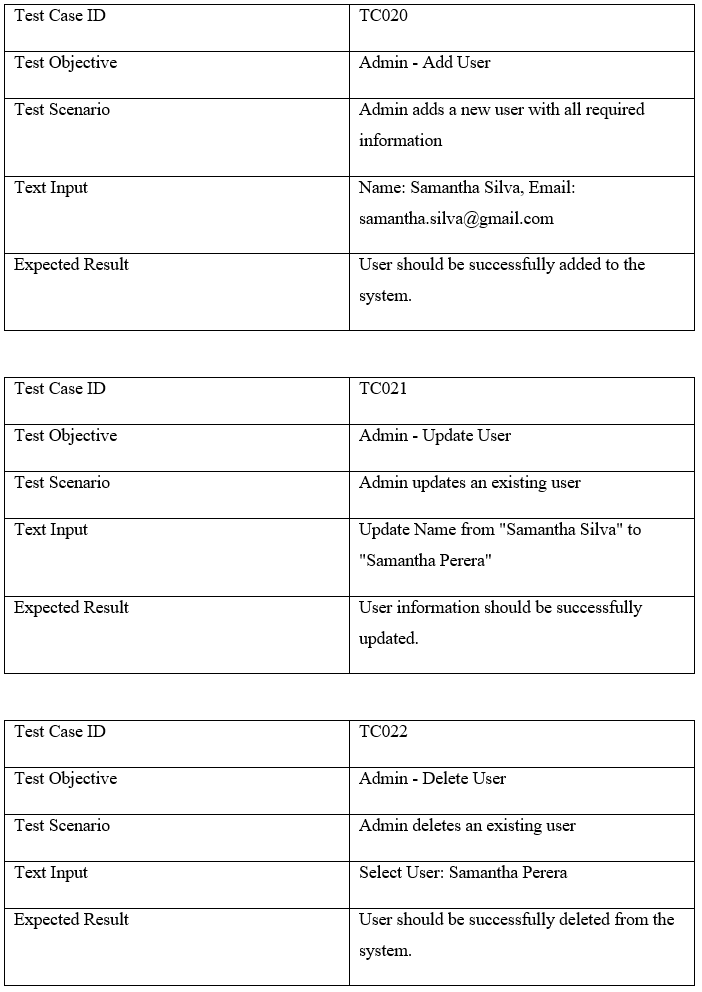 Test Case ID TC020
Test Objective Admin - Add User
Test Scenario Admin adds a new user with all required
information
Text Input Name: Samantha Silva, Email:
samantha.silva@gmail.com
Expected Result User should be successfully added to the
system.
Test Case ID TC021
Test Objective Admin - Update User
Test Scenario Admin updates an existing user
Text Input Update Name from "Samantha Silva" to
"Samantha Perera"
Expected Result User information should be successfully
updated.
Test Case ID TC022
Test Objective Admin - Delete User
Test Scenario Admin deletes an existing user
Text Input Select User: Samantha Perera
Expected Result User should be successfully deleted from the
system.